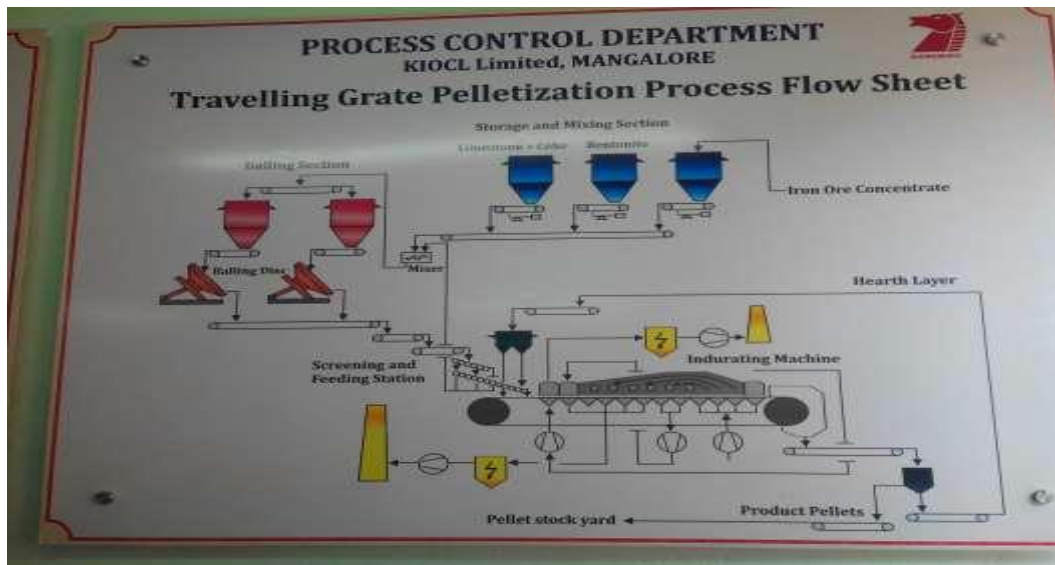 PROCESS CONTROL DEPARTMENT
KIOCL Limited, MANGALORE
Travelling Grate Pelletization Process Flow Sheet
Storage and Mixing Section
Limestone + Coke
Bentonite
Balling Section
Iron Ore Concentrate
Mixer
Balling Disc
Hearth Layer
Indurating Machine
Screening and
Feeding Station
Product Pellets
Pellet stock yard